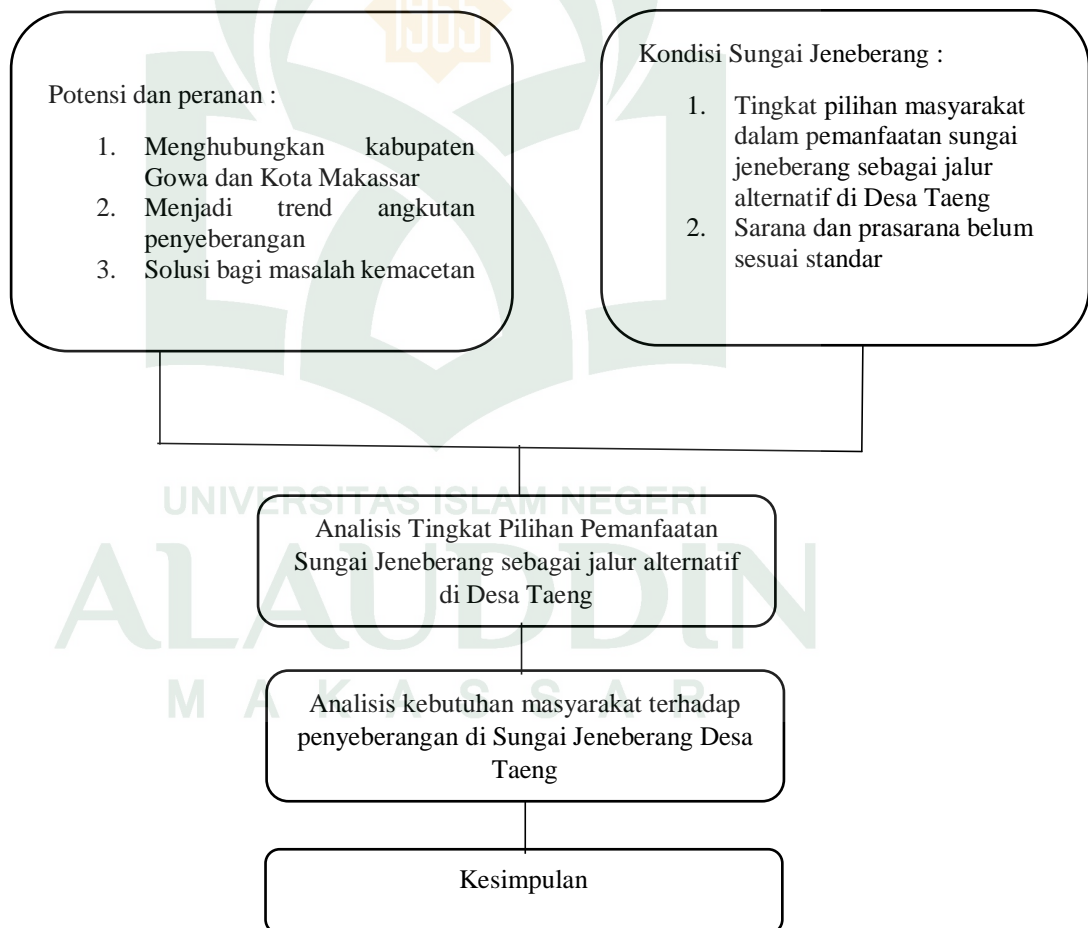 1965
Potensi dan peranan :
1. Menghubungkan kabupaten
Gowa dan Kota Makassar
2. Menjadi trend angkutan
penyeberangan
3. Solusi bagi masalah kemacetan
Kondisi Sungai Jeneberang :
1. Tingkat pilihan masyarakat
dalam pemanfaatan sungai
jeneberang sebagai jalur
alternatif di Desa Taeng
2. Sarana dan prasarana belum
sesuai standar
UNIVERSITAS ISLAM NEGERI
Analisis Tingkat Pilihan Pemanfaatan
Sungai Jeneberang sebagai jalur alternatif
di Desa Taeng
ALAUDDIN
MAKASSAR
Analisis kebutuhan masyarakat terhadap
penyeberangan di Sungai Jeneberang Desa
Taeng
Kesimpulan